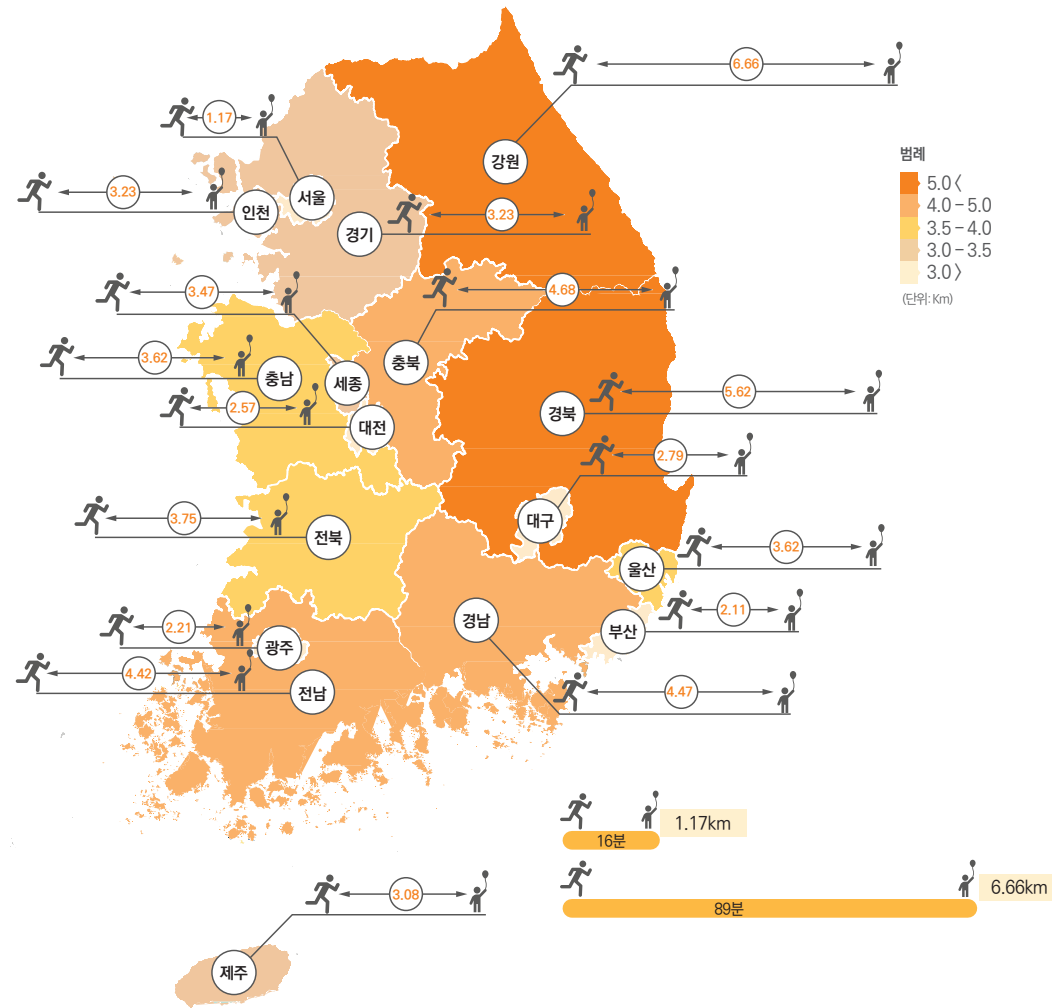 6.66
1.17
강원
범례
5.0〈
4.0 – 5.0
3.5 – 4.0
3.0 – 3.5
3.0 〉
(단위: Km)
3.23
서울
인천
3.23
경기
3.47
4.68
3.62
충북
충남
세종
2.57
5.62
경북
대전
2.79
3.75
대구
전북
3.62
울산
2.11
경남
부산
2.21
광주
4.42
전남
4.47
1.17km
16분
6.66km
89분
3.08
제주